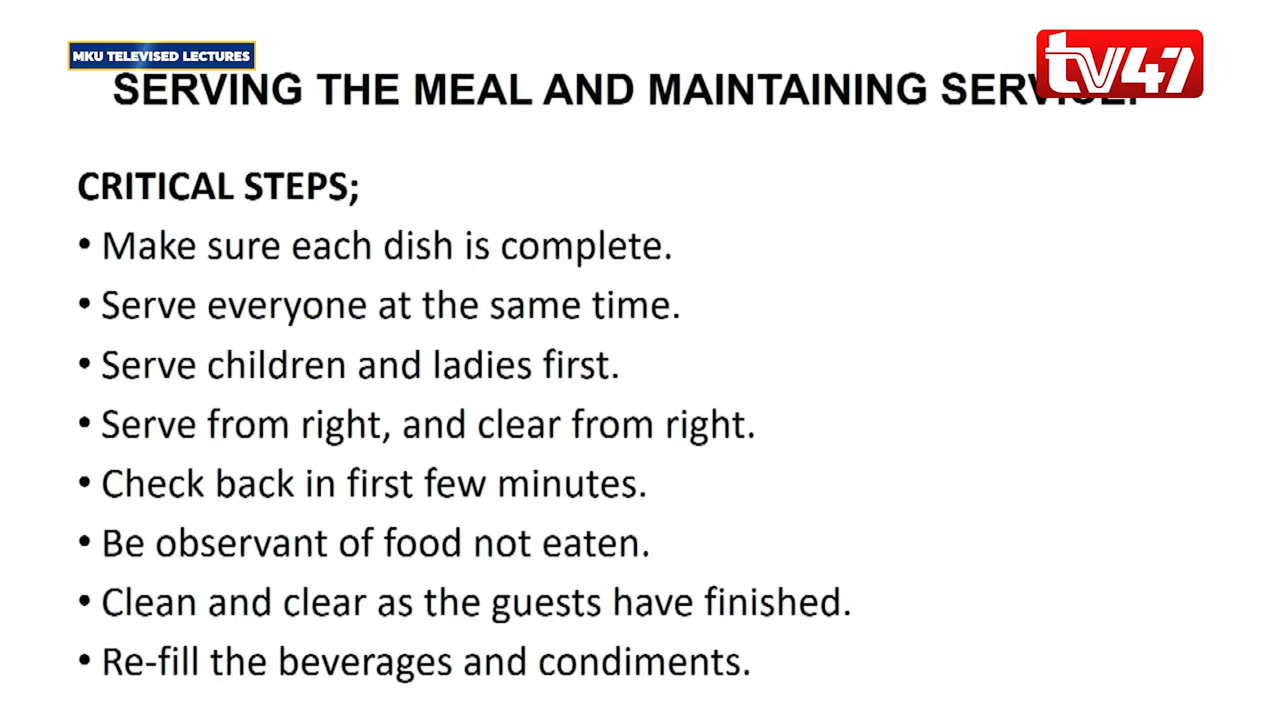 MKU TELEVISED LECTURES
tv47
SERVING THE MEAL AND MAINTAINING
CRITICAL STEPS;
• Make sure each dish is complete.
• Serve everyone at the same time.
• Serve children and ladies first.
• Serve from right, and clear from right.
• Check back in first few minutes.
• Be observant of food not eaten.
• Clean and clear as the guests have finished.
• Re-fill the beverages and condiments.